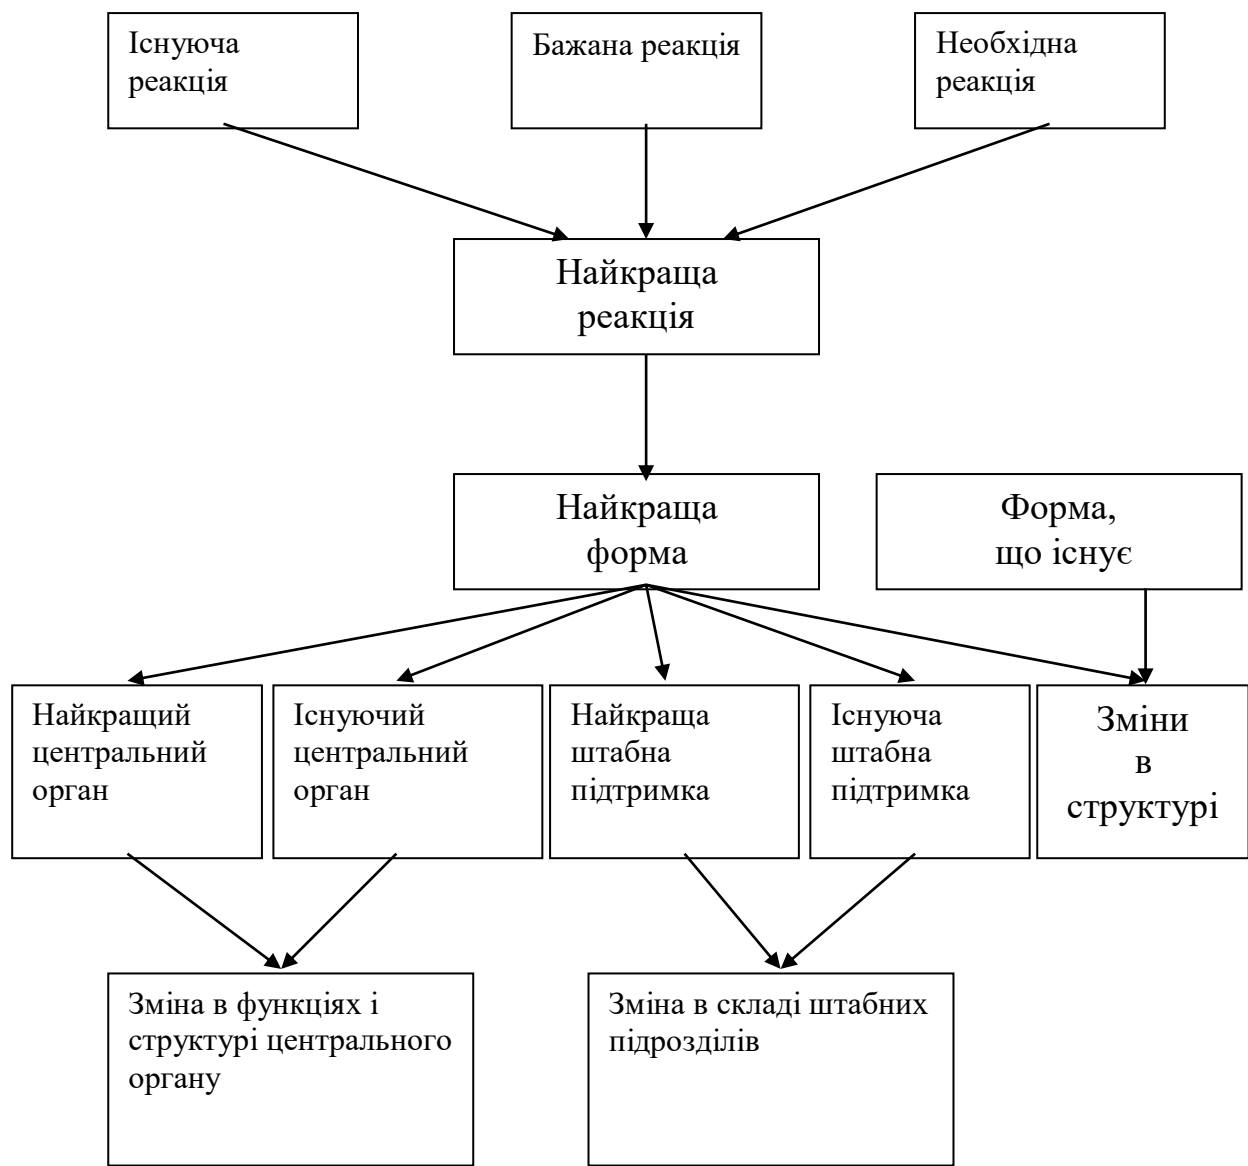 Існуюча
реакція
Бажана реакція
Необхідна
реакція
Найкраща
реакція
Найкраща
форма
Форма,
що існує
Найкращий
центральний
орган
Існуючий
центральний
орган
Найкраща
штабна
підтримка
Існуюча
штабна
підтримка
Зміни
в
структурі
Зміна в функціях і
структурі центрального
органу
Зміна в складі штабних
підрозділів